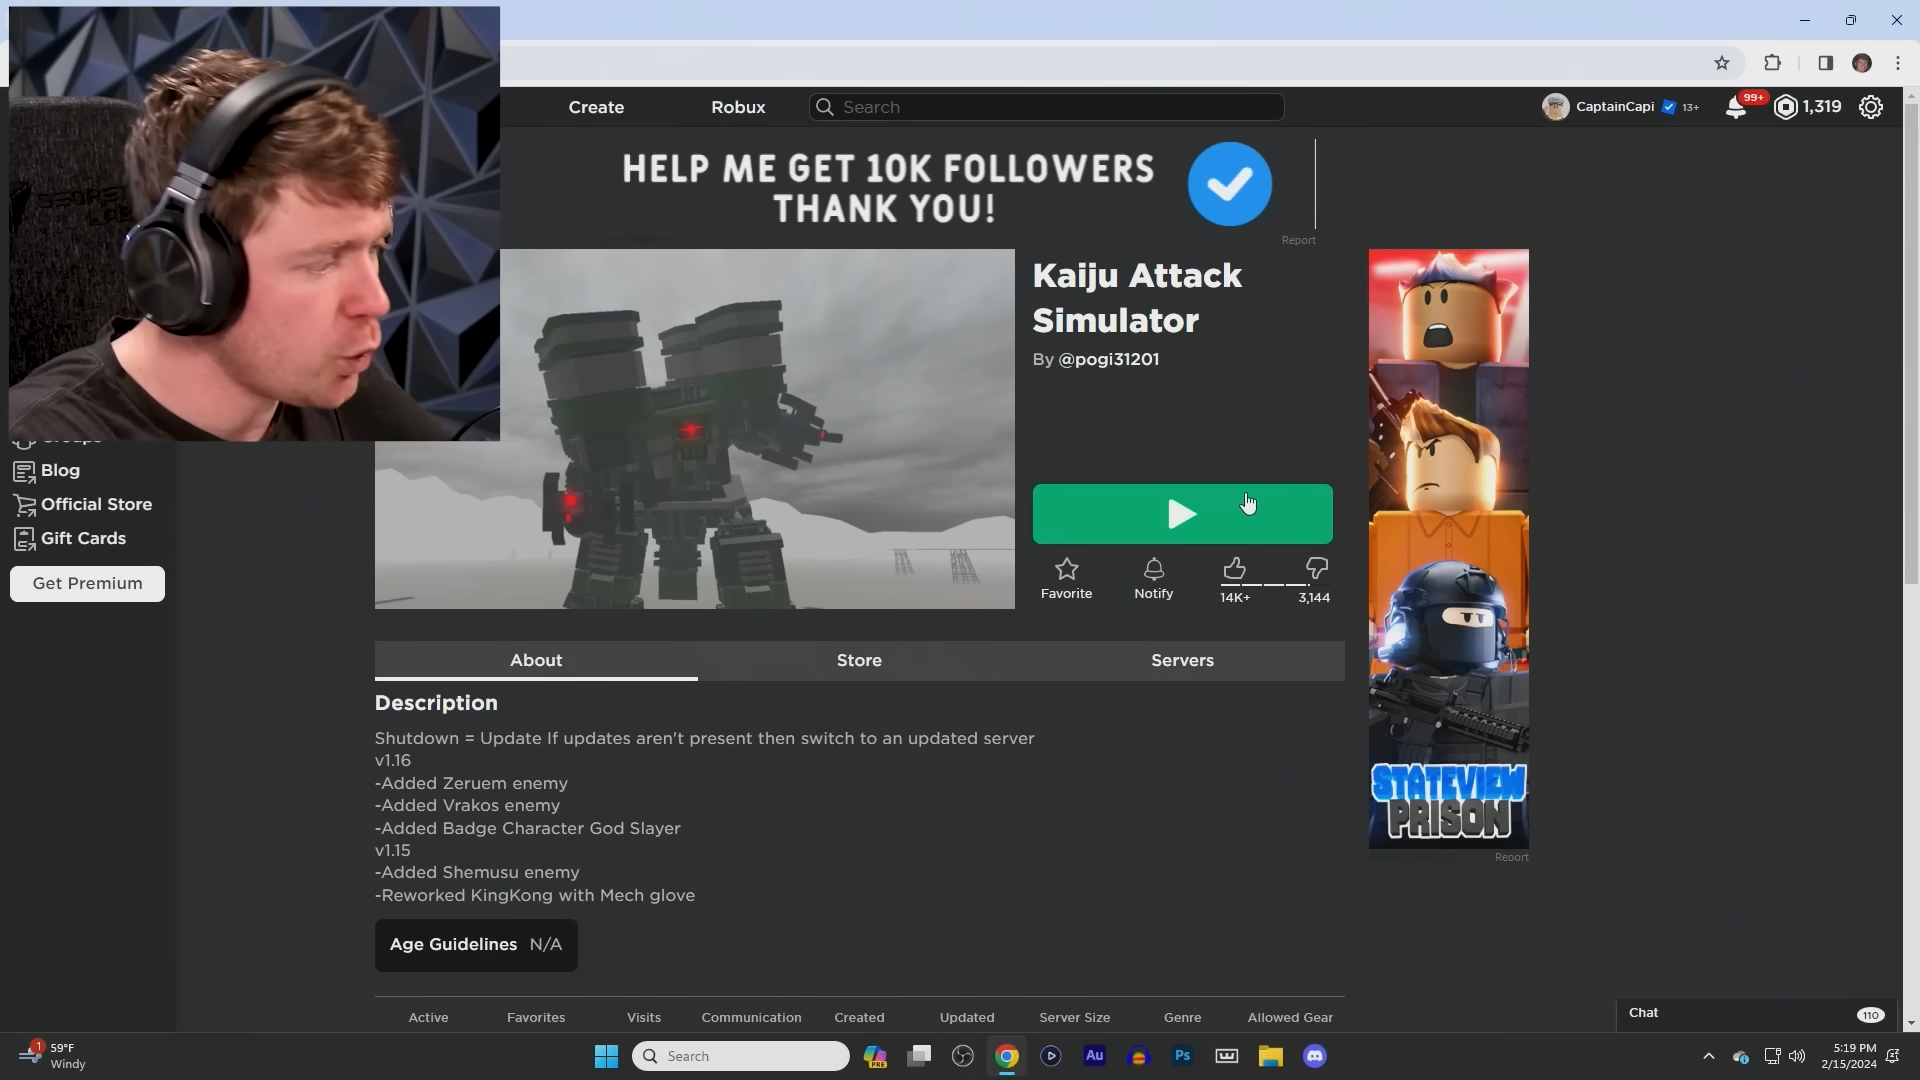 Create
Robux
Search
CaptainCapi
13+
99+
1,319
HELP ME GET 10K FOLLOWERS
THANK YOU!
Report
Kaiju Attack
Simulator
By @pogi31201
Blog
Official Store
Gift Cards
Get Premium
Favorite
Notify
14K+
3,144
About
Store
Servers
Description
Shutdown = Update If updates aren't present then switch to an updated server
v1.16
-Added Zeruem enemy
-Added Vrakos enemy
-Added Badge Character God Slayer
v1.15
-Added Shemusu enemy
-Reworked KingKong with Mech glove
STATEVIEW
PRISON
Report
Age Guidelines N/A
Active
Favorites
Visits
Communication
Created
Updated
Server Size
Genre
Allowed Gear
Chat
110
1
59°F
Windy
Search
PRE
Au
Ps
5:19 PM
2/15/2024